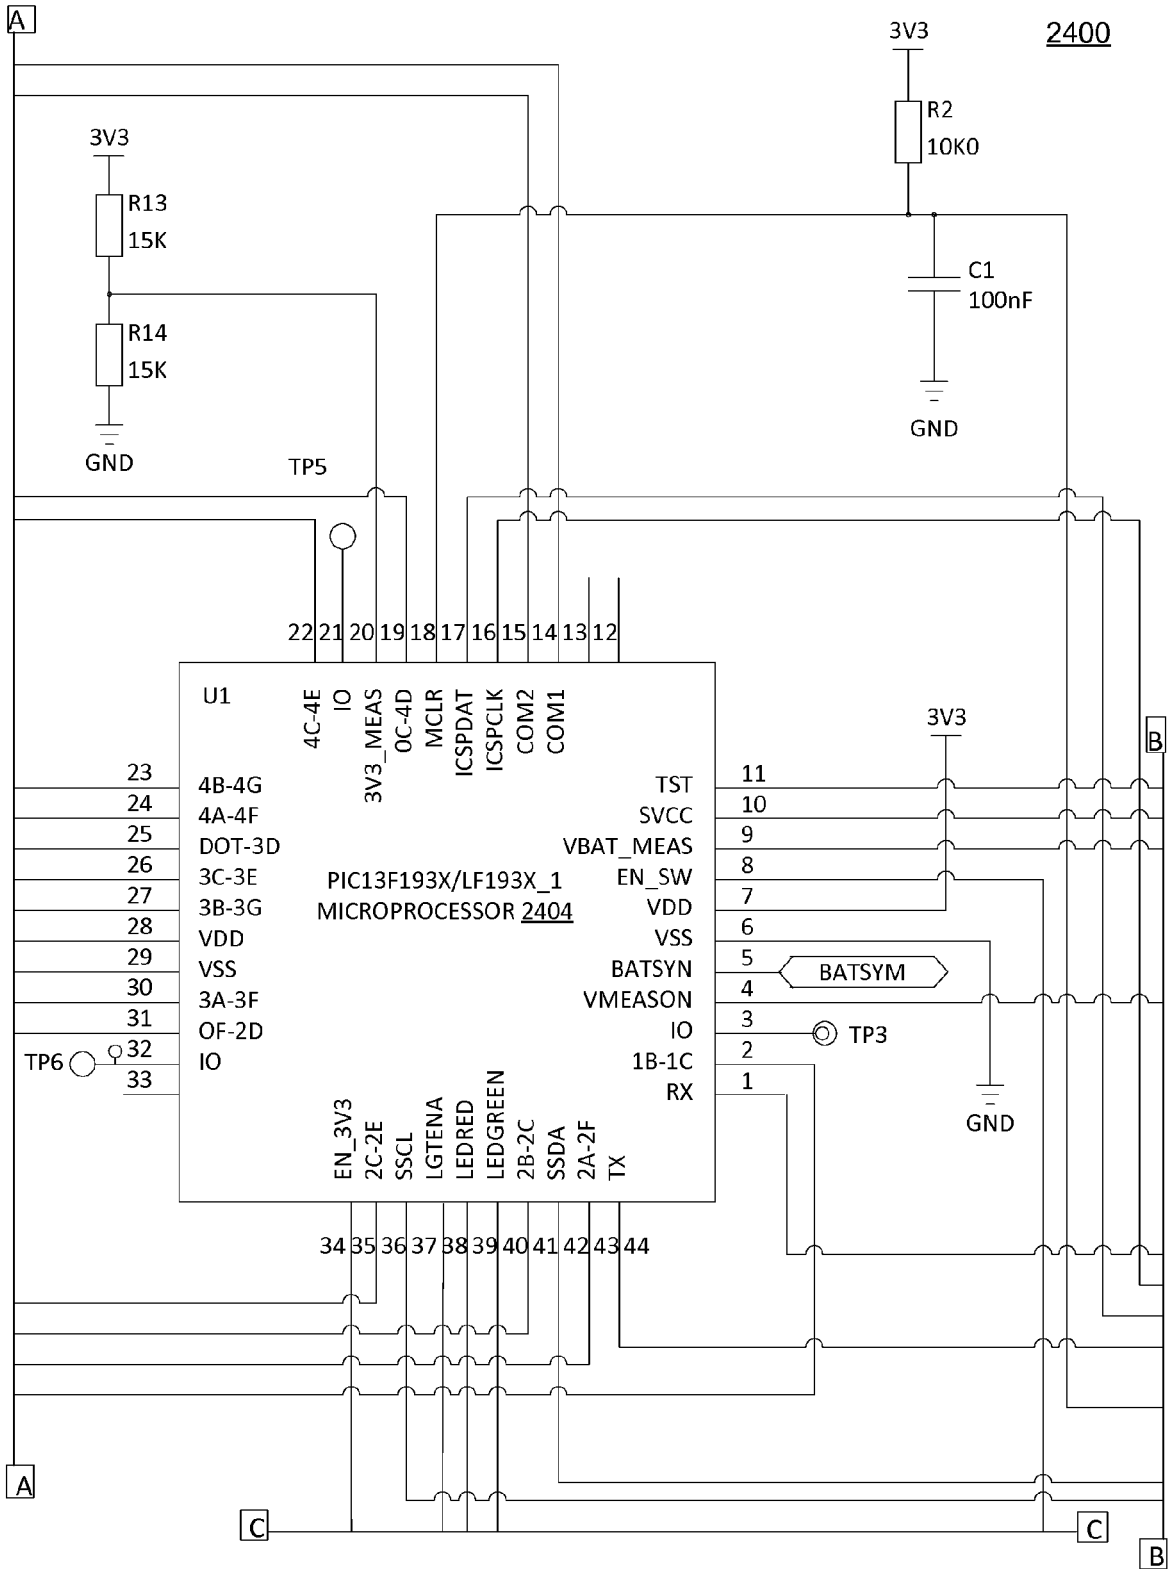 A
3V3
2400
R2
10K0
3V3
R13
15K
C1
100nF
R14
15K
GND
GND
TP5
22 21 20 19 18 17 16 15 14 13 12
U1
4C-4E
IO
3V3_MEAS
0C-4D
MCLR
ICSPDAT
ICSPCLK
COM2
COM1
3V3
B
23 4B-4G
24 4A-4F
25 DOT-3D
26 3C-3E
27 3B-3G
28 VDD
29 VSS
30 3A-3F
31 OF-2D
TP6 32 IO
33
PIC13F193X/LF193X_1
MICROPROCESSOR 2404
TST 11
SVCC 10
VBAT_MEAS 9
EN_SW 8
VDD 7
VSS 6
BATSYN 5 BATSYM
VMEASON 4
IO 3 TP3
1B-1C 2
RX 1
GND
EN_3V3
2C-2E
SSCL
LGTENA
LEDRED
LEDGREEN
2B-2C
SSDA
2A-2F
TX
34 35 36 37 38 39 40 41 42 43 44
A
C
C
B